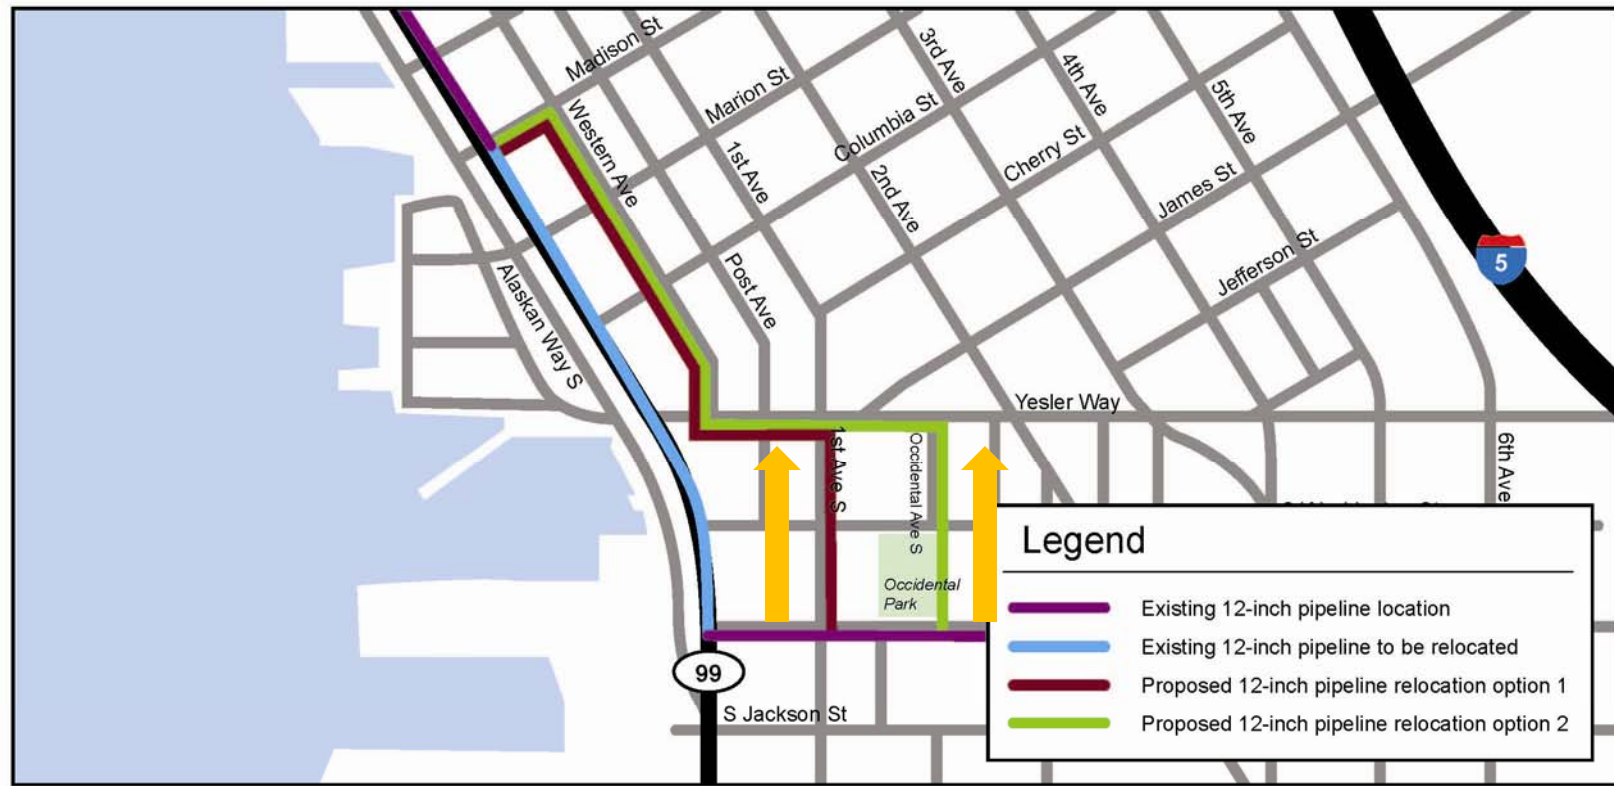 Madison St
Marion St
Columbia St
Cherry St
James St
Jefferson St
3rd Ave
4th Ave
5th Ave
Western Ave
1st Ave
2nd Ave
Post Ave
5
Alaskan Way S
Yesler Way
1st Ave S
Occidental Ave S
6th Ave
Occidental
Park
99
S Jackson St
Legend
Existing 12-inch pipeline location
Existing 12-inch pipeline to be relocated
Proposed 12-inch pipeline relocation option 1
Proposed 12-inch pipeline relocation option 2